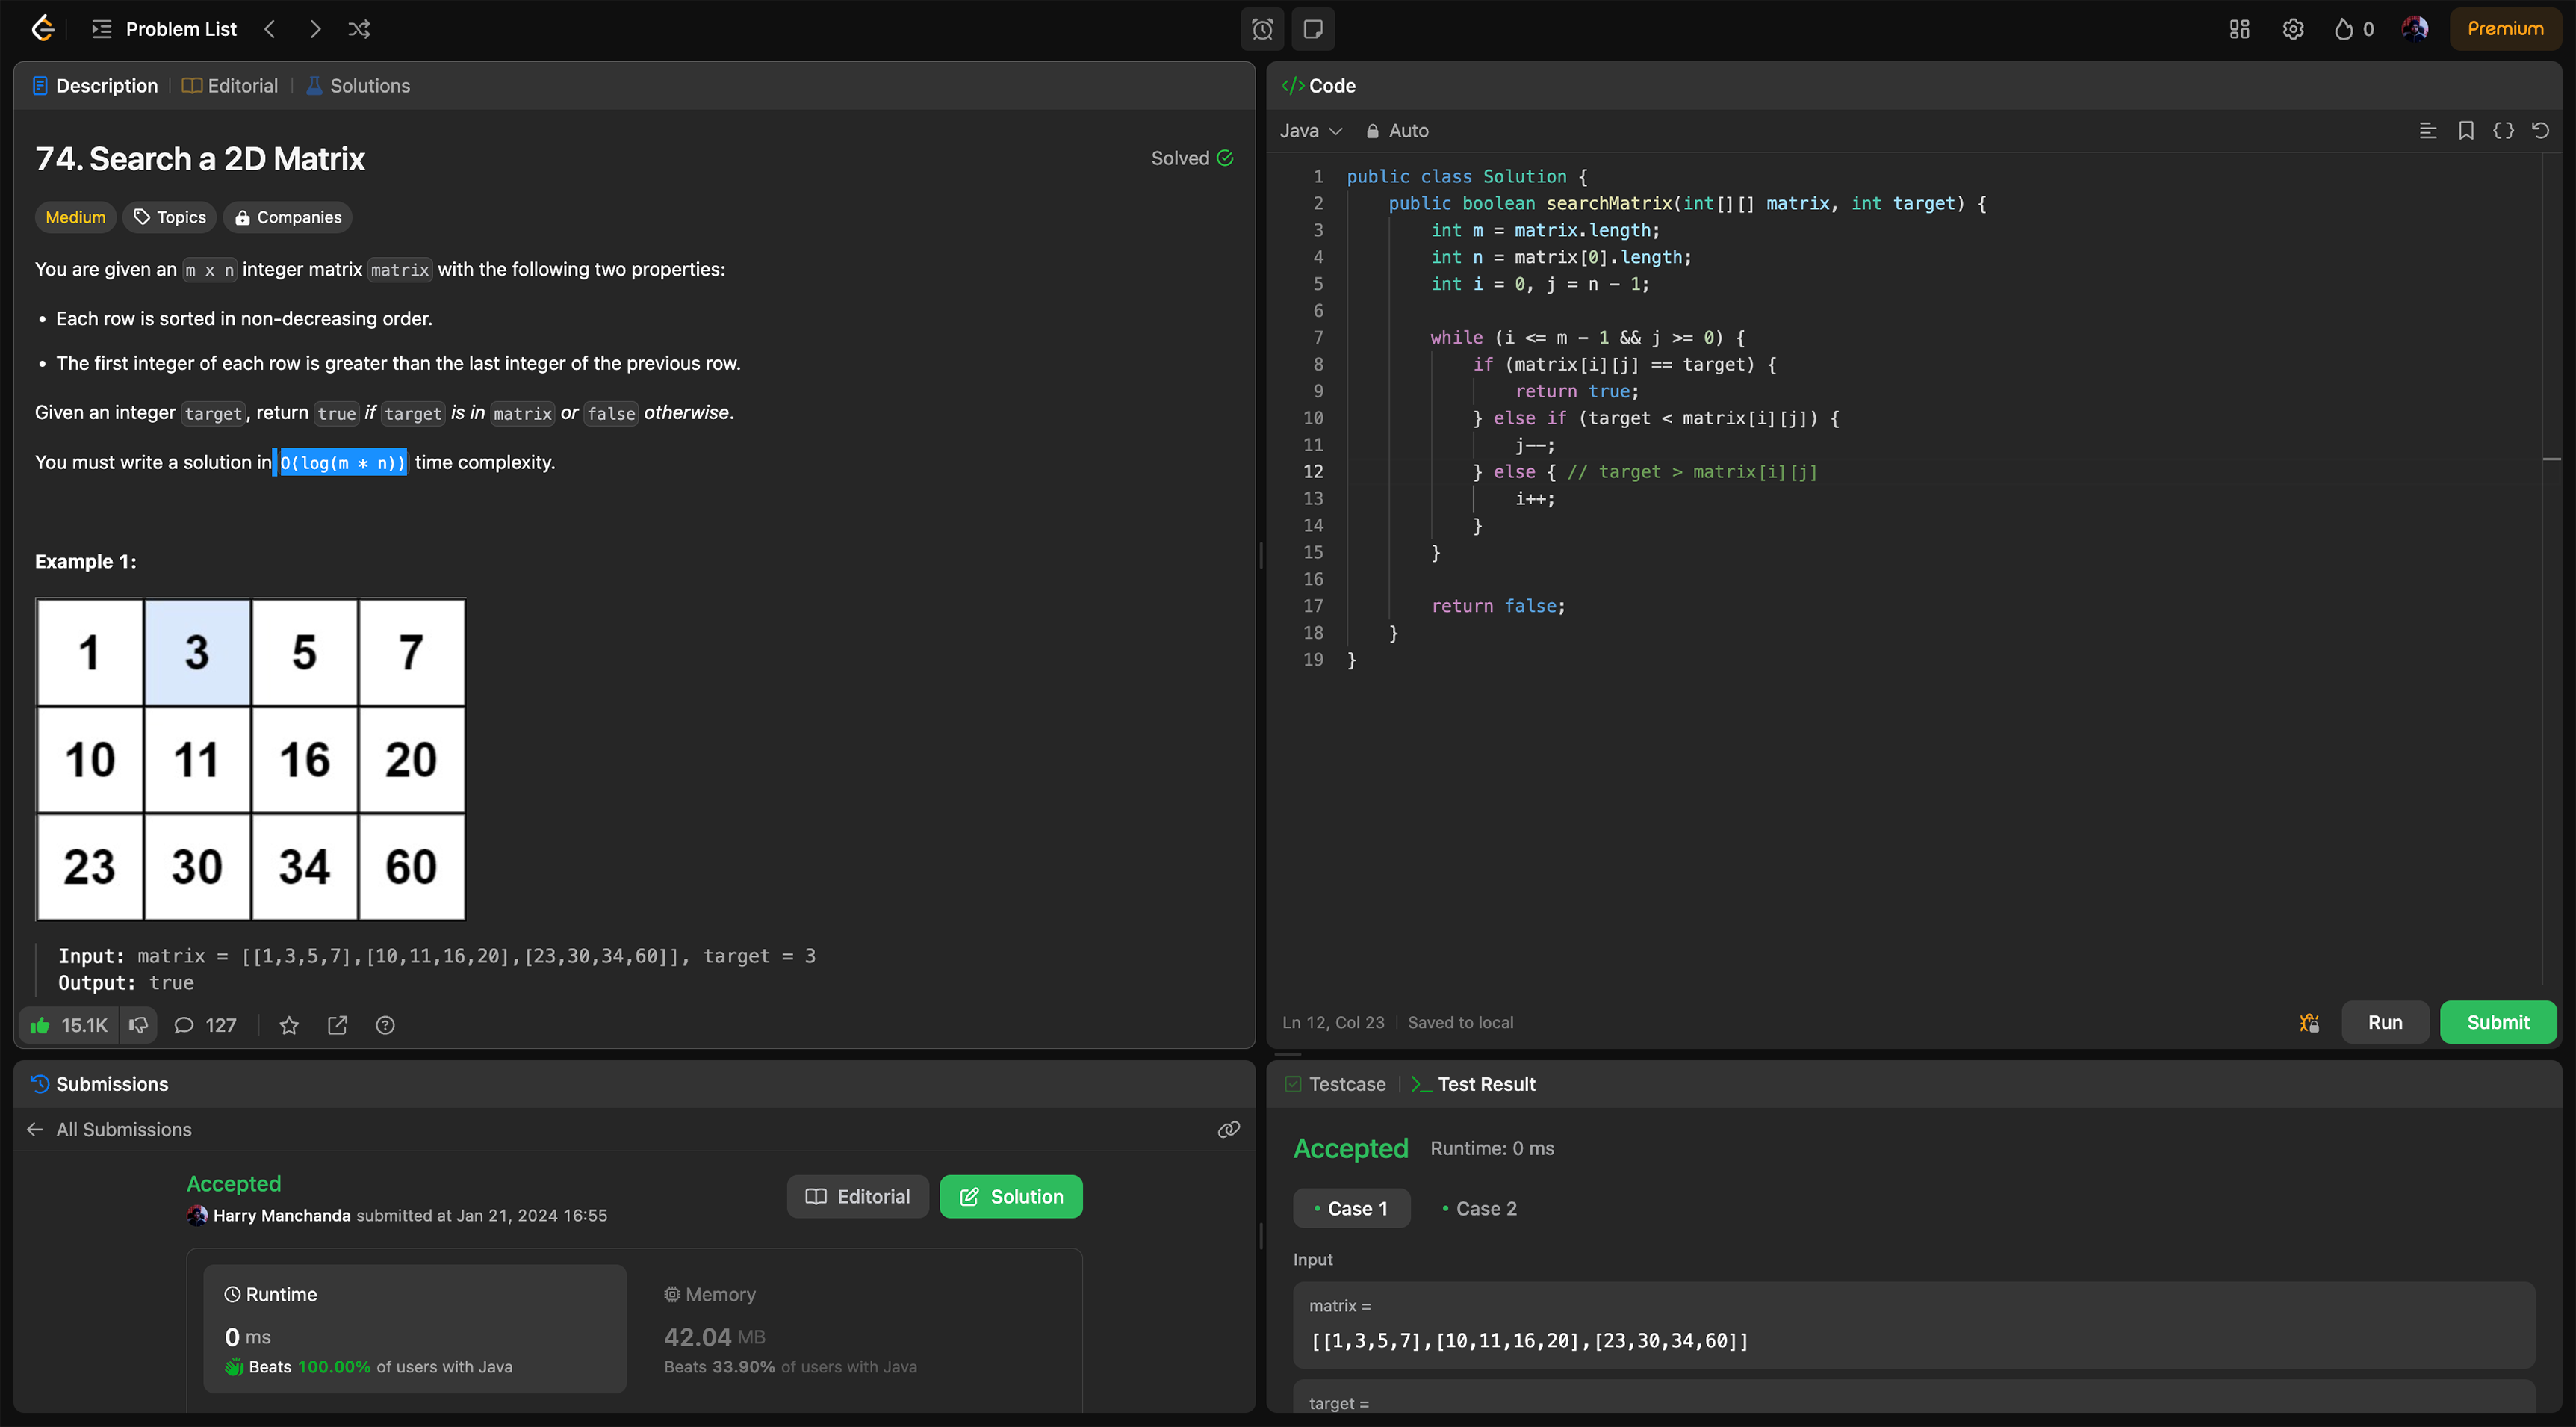 Problem List
0
Premium
Description
Editorial
Solutions
74. Search a 2D Matrix
Solved
Medium
Topics
Companies
You are given an m x n integer matrix matrix with the following two properties:
• Each row is sorted in non-decreasing order.
• The first integer of each row is greater than the last integer of the previous row.
Given an integer target, return true if target is in matrix or false otherwise.
You must write a solution in O(log(m * n)) time complexity.
Example 1:
1 3 5 7
10 11 16 20
23 30 34 60
Input: matrix = [[1,3,5,7],[10,11,16,20],[23,30,34,60]], target = 3
Output: true
15.1K
127
</> Code
Java
Auto
1 public class Solution {
2 public boolean searchMatrix(int[][] matrix, int target) {
3 int m = matrix.length;
4 int n = matrix[0].length;
5 int i = 0, j = n - 1;
6
7 while (i <= m - 1 && j >= 0) {
8 if (matrix[i][j] == target) {
9 return true;
10 } else if (target < matrix[i][j]) {
11 j--;
12 } else { // target > matrix[i][j]
13 i++;
14 }
15 }
16
17 return false;
18 }
19 }
Ln 12, Col 23
Saved to local
Run
Submit
Submissions
All Submissions
Accepted
Harry Manchanda submitted at Jan 21, 2024 16:55
Editorial
Solution
Runtime
0 ms
Beats 100.00% of users with Java
Memory
42.04 MB
Beats 33.90% of users with Java
Testcase
Test Result
Accepted
Runtime: 0 ms
• Case 1
• Case 2
Input
matrix =
[[1,3,5,7],[10,11,16,20],[23,30,34,60]]
target =